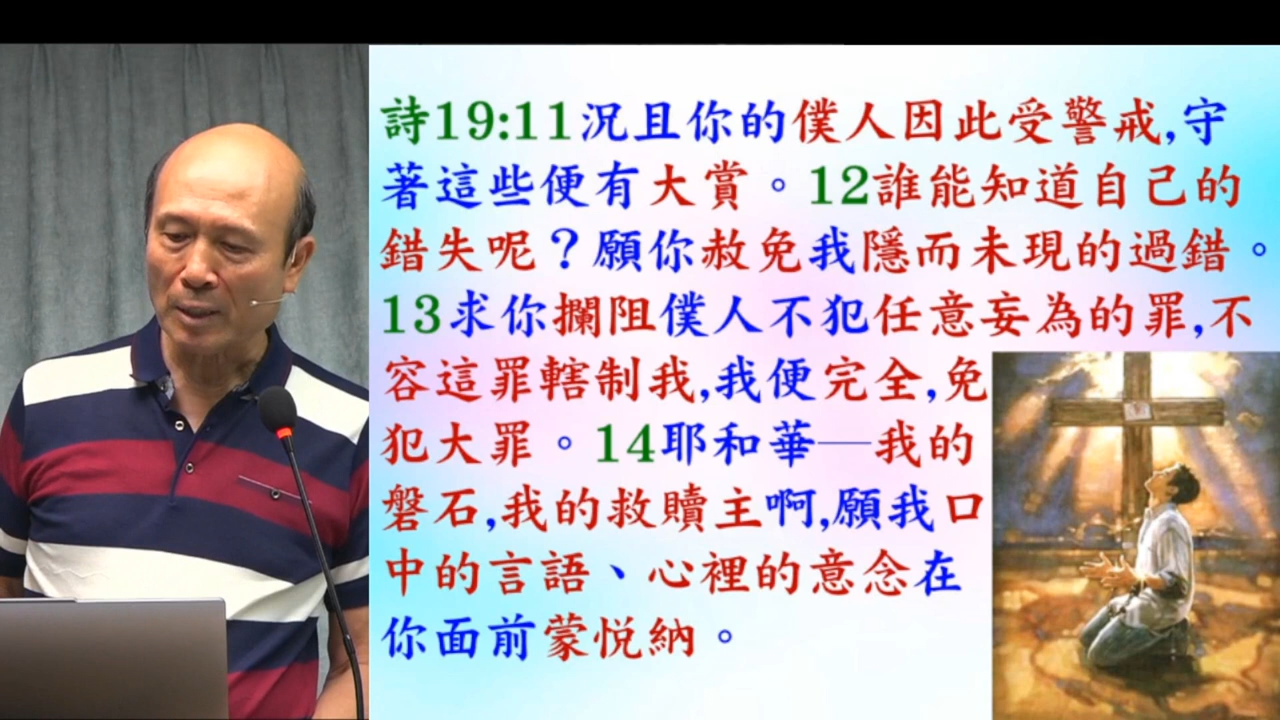 詩19:11況且你的僕人因此受警戒,守
著這些便有大賞。12誰能知道自己的
錯失呢？願你赦免我隱而未現的過錯。
13求你攔阻僕人不犯任意妄為的罪,不
容這罪轄制我,我便完全,免
犯大罪。14耶和華─我的
磐石,我的救贖主啊,願我口
中的言語、心裡的意念在
你面前蒙悅納。